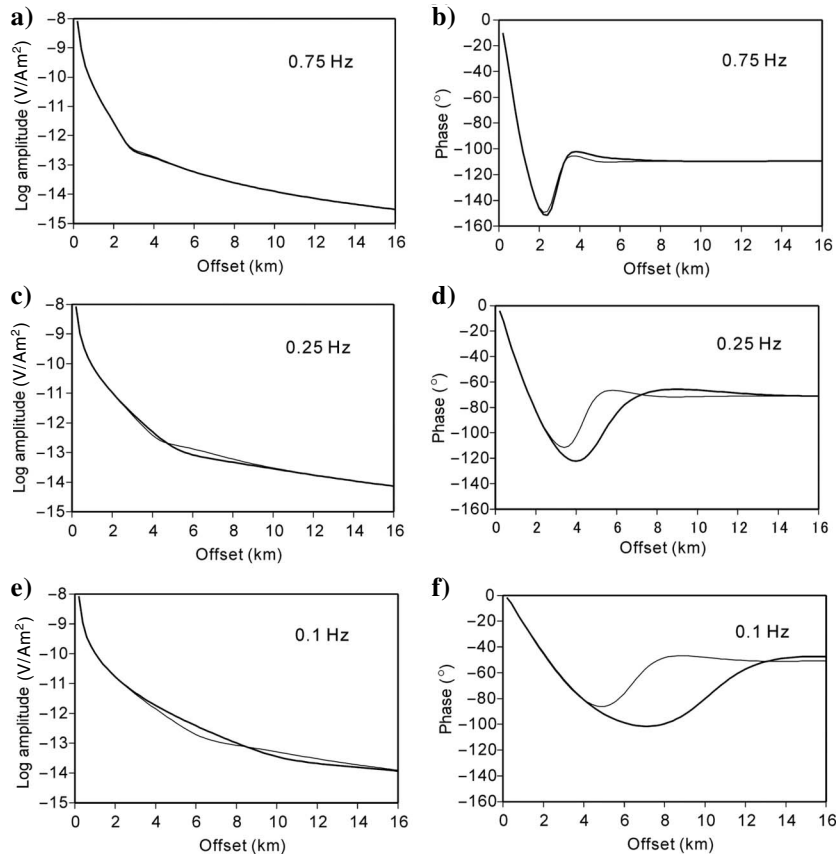 a)
Log amplitude (V/Am²)
−8
−9
−10
−11
−12
−13
−14
−15
0.75 Hz
0 2 4 6 8 10 12 14 16
Offset (km)
b)
Phase (°)
0
−20
−40
−60
−80
−100
−120
−140
−160
0.75 Hz
0 2 4 6 8 10 12 14 16
Offset (km)
c)
Log amplitude (V/Am²)
−8
−9
−10
−11
−12
−13
−14
−15
0.25 Hz
0 2 4 6 8 10 12 14 16
Offset (km)
d)
Phase (°)
0
−20
−40
−60
−80
−100
−120
−140
−160
0.25 Hz
0 2 4 6 8 10 12 14 16
Offset (km)
e)
Log amplitude (V/Am²)
−8
−9
−10
−11
−12
−13
−14
−15
0.1 Hz
0 2 4 6 8 10 12 14 16
Offset (km)
f)
Phase (°)
0
−20
−40
−60
−80
−100
−120
−140
−160
0.1 Hz
0 2 4 6 8 10 12 14 16
Offset (km)